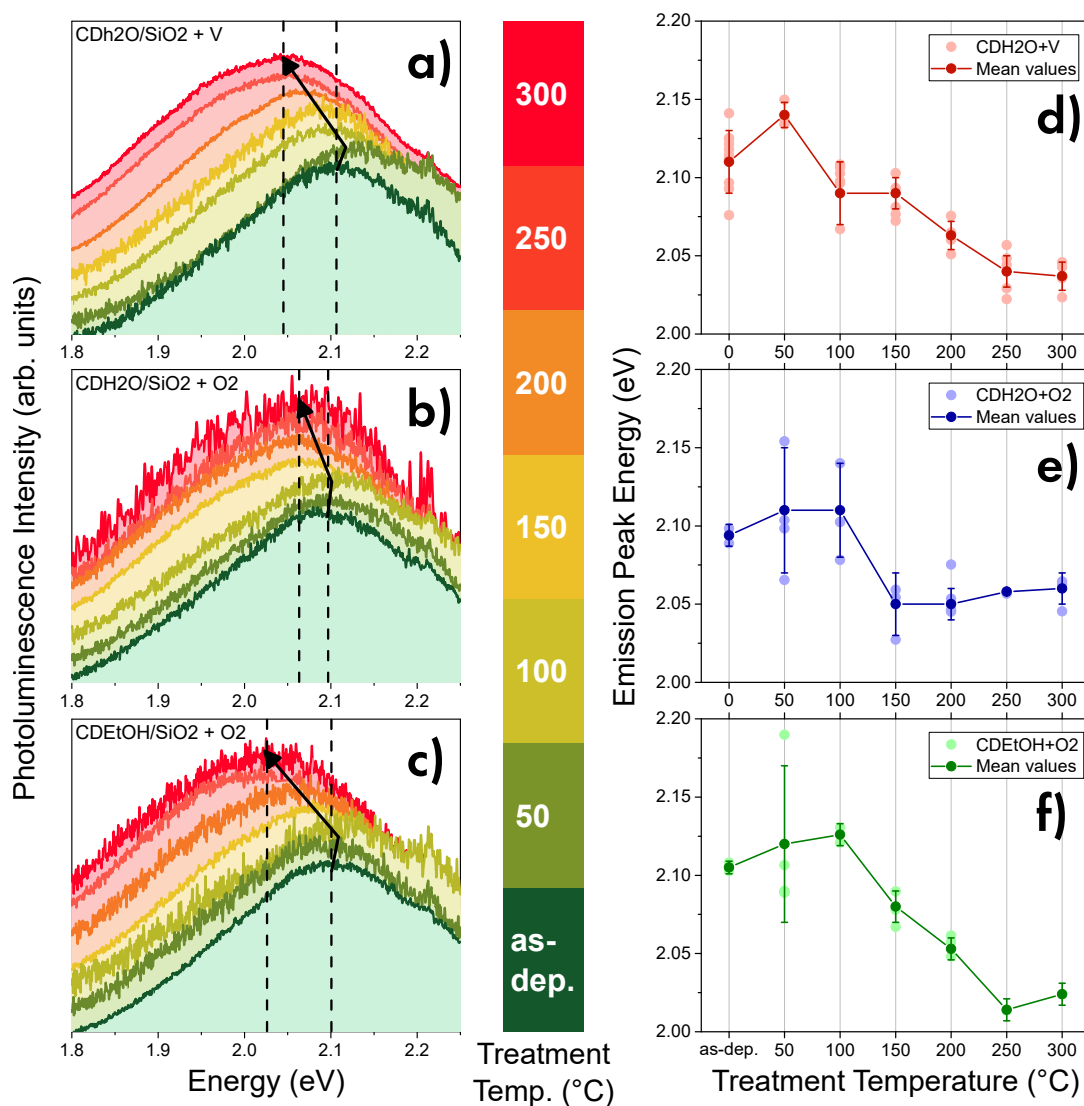 Photoluminescence Intensity (arb. units)
CDh2O/SiO2 + V
a)
1.8 1.9 2.0 2.1 2.2
CDH2O/SiO2 + O2
b)
1.8 1.9 2.0 2.1 2.2
CDEtOH/SiO2 + O2
c)
1.8 1.9 2.0 2.1 2.2
Energy (eV)
300
250
200
150
100
50
as-
dep.
Treatment
Temp. (°C)
Emission Peak Energy (eV)
2.20
2.15
2.10
2.05
2.00
CDH2O+V
Mean values
d)
0 50 100 150 200 250 300
2.20
2.15
2.10
2.05
2.00
CDH2O+O2
Mean values
e)
0 50 100 150 200 250 300
2.20
2.15
2.10
2.05
2.00
CDEtOH+O2
Mean values
f)
as-dep. 50 100 150 200 250 300
Treatment Temperature (°C)